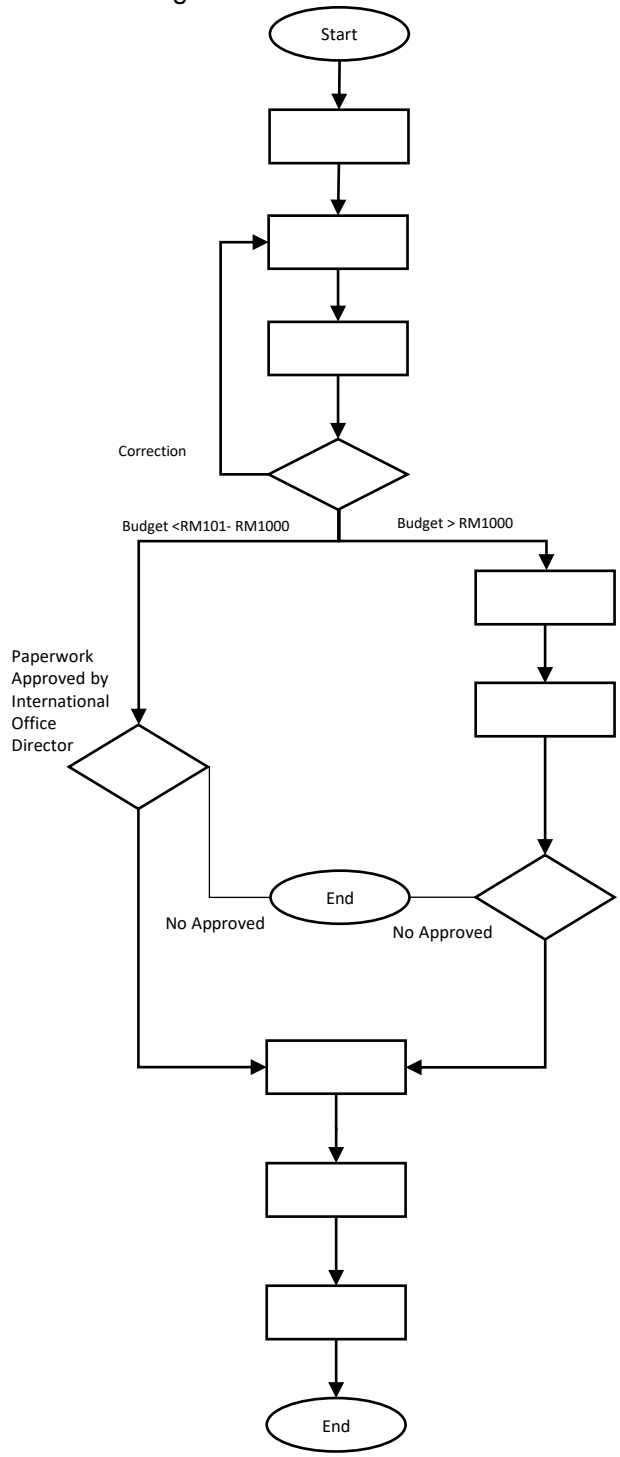 Start
Correction
Budget <RM101- RM1000
Budget > RM1000
Paperwork
Approved by
International
Office
Director
End
No Approved
No Approved
End